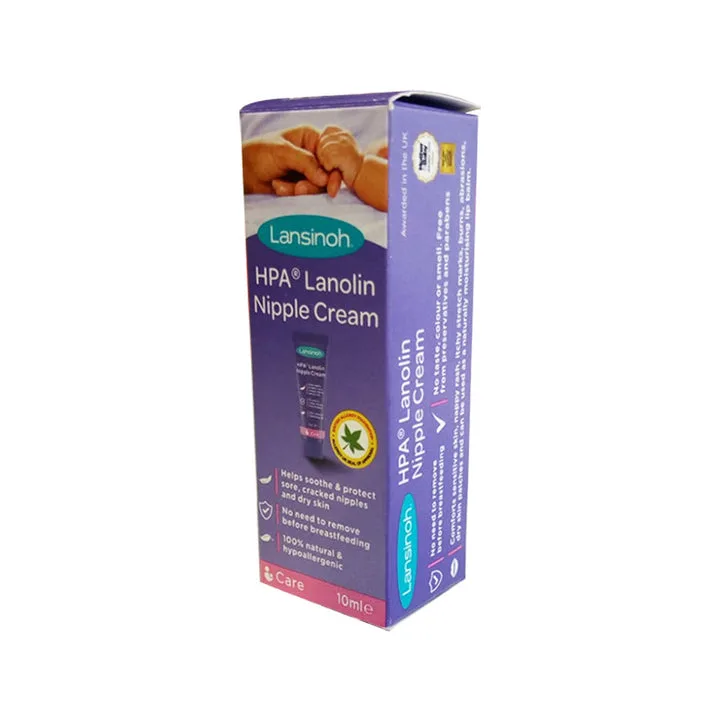 Lansinoh
HPA® Lanolin
Nipple Cream
Lansinoh
HPA® Lanolin
Nipple Cream
Care
Helps soothe & protect
sore, cracked nipples
and dry skin
No need to remove
before breastfeeding
100% natural &
hypoallergenic
Care
10ml e
Awarded in the UK
Lansinoh
HPA® Lanolin
Nipple Cream
No need to remove
before breastfeeding
No taste, colour or smell. Free
from preservatives and parabens
Comforts sensitive skin, nappy rash, itchy stretch marks, burns, abrasions,
dry skin patches and can be used as a naturally moisturising lip balm.